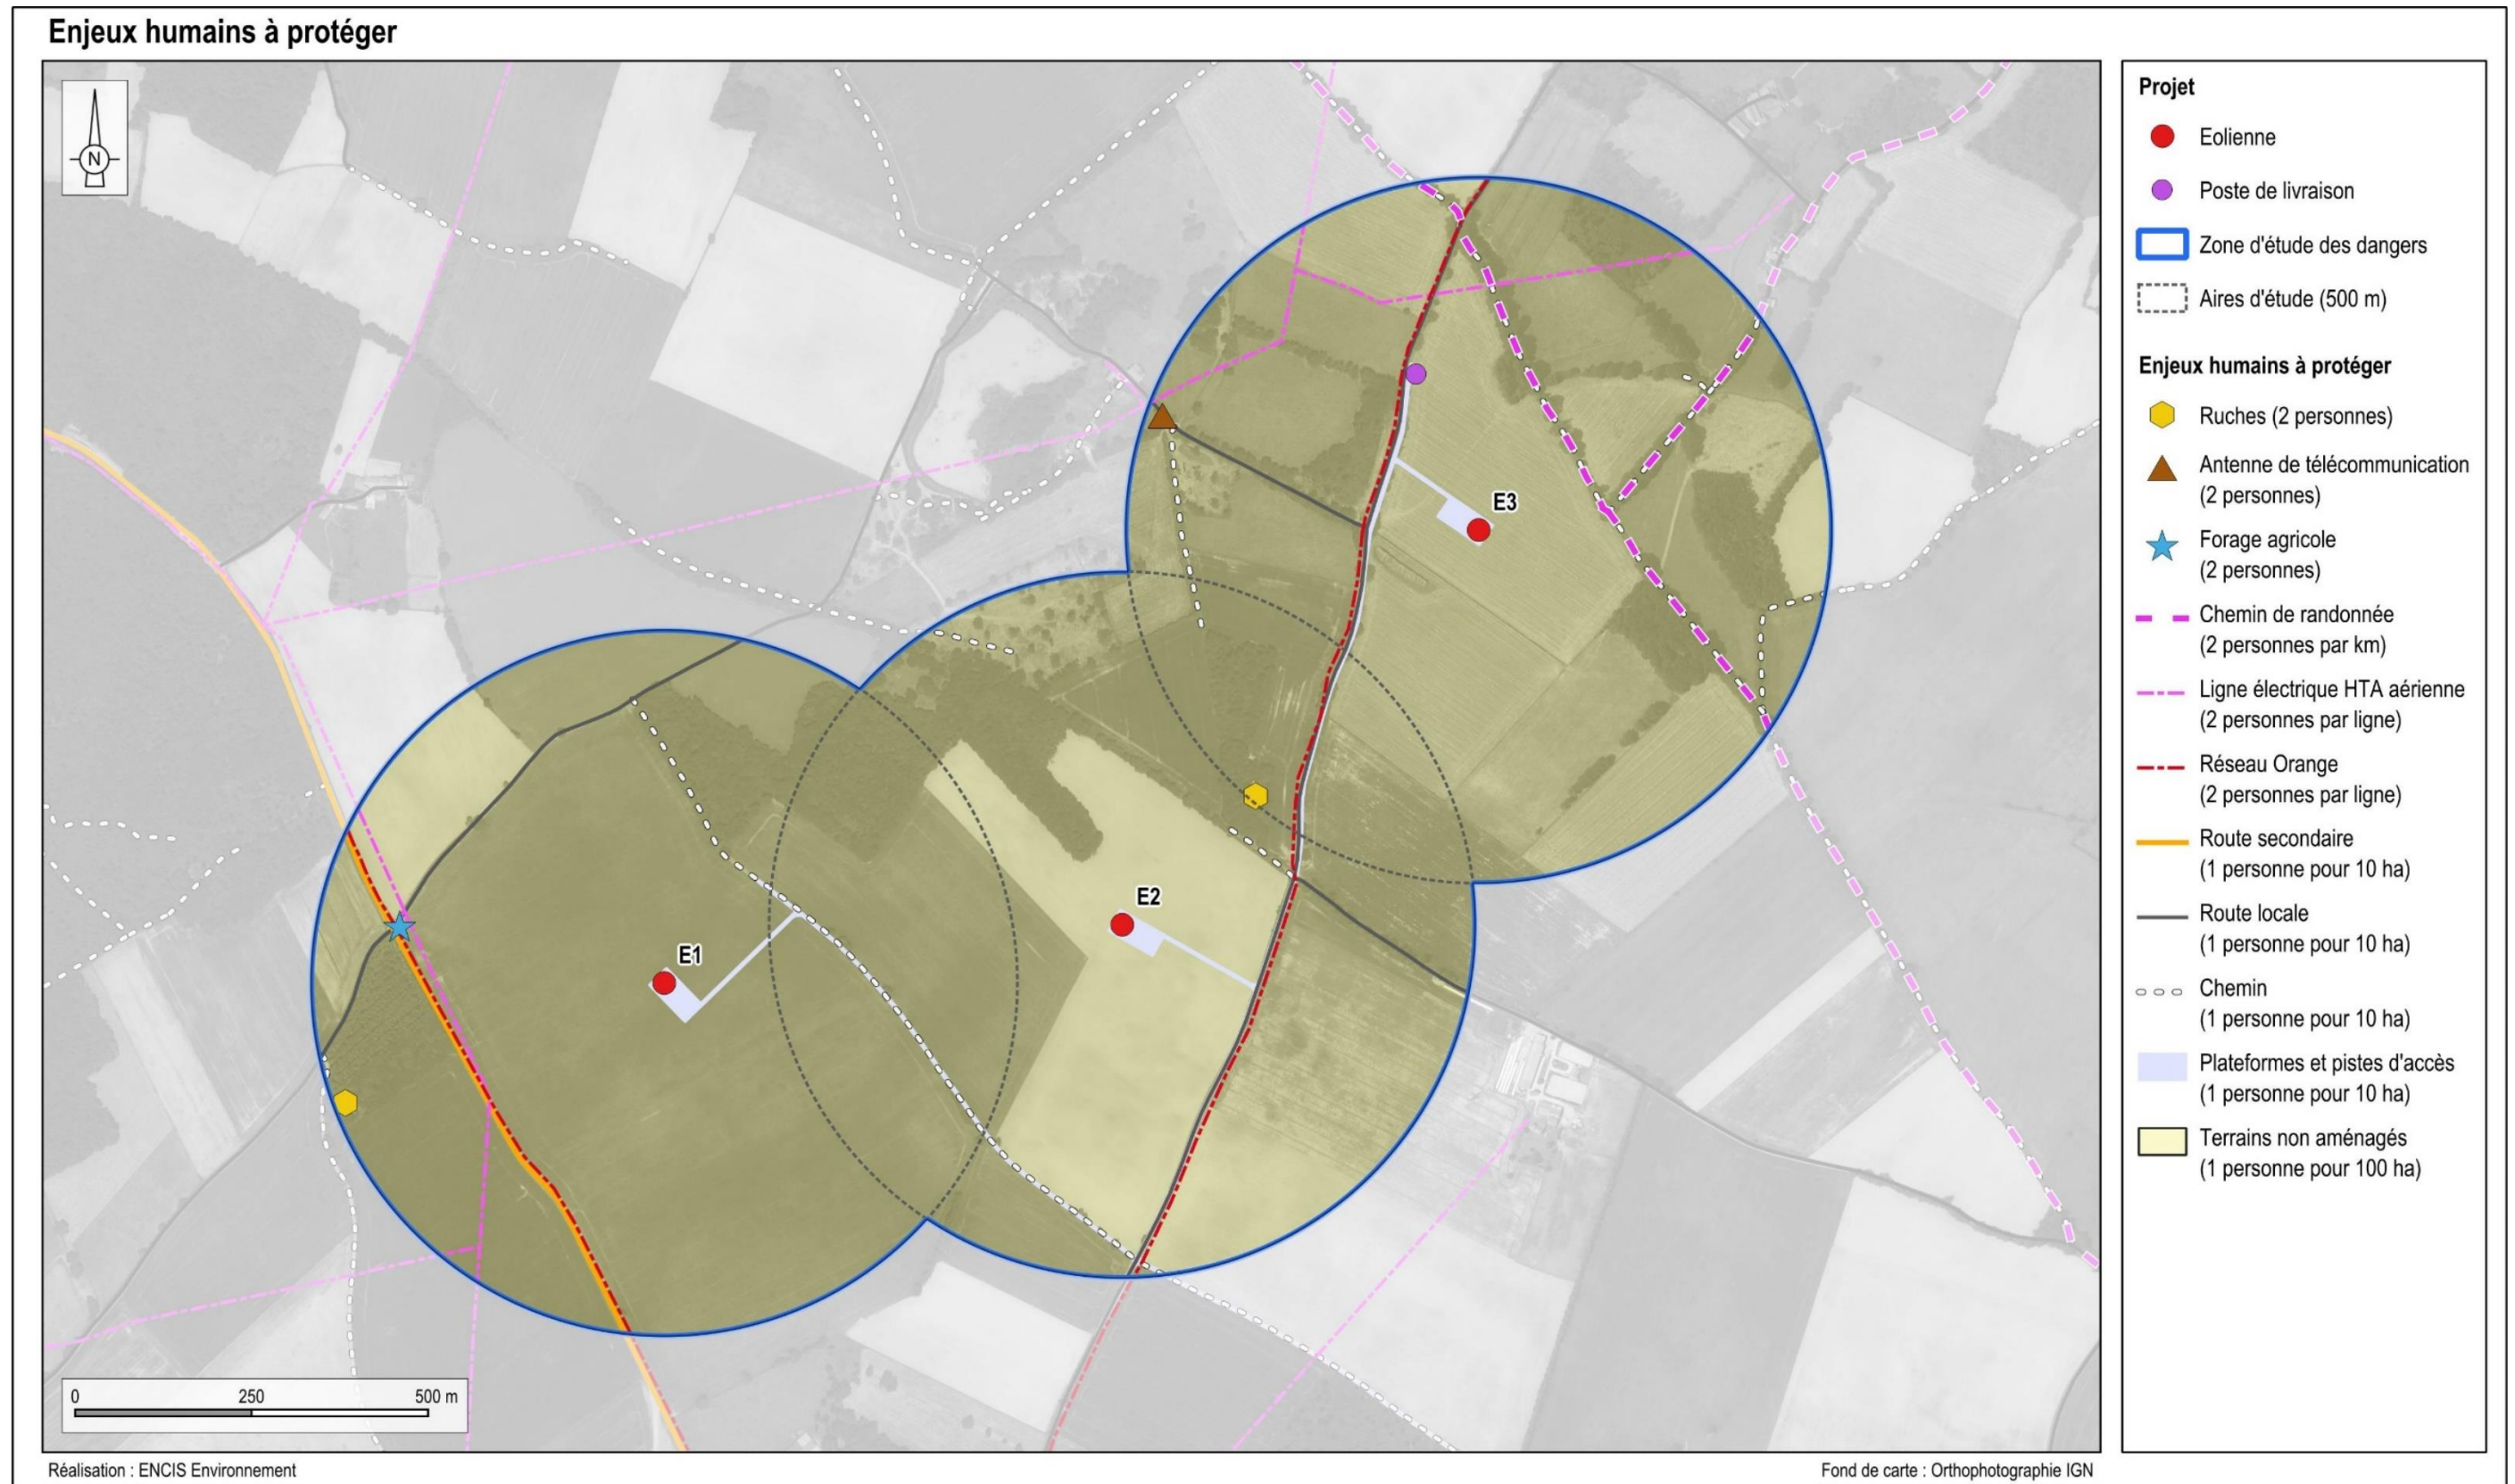 Enjeux humains à protéger
N
E3
E2
E1
0 250 500 m
Réalisation : ENCIS Environnement
Fond de carte : Orthophotographie IGN
Projet
Eolienne
Poste de livraison
Zone d'étude des dangers
Aires d'étude (500 m)
Enjeux humains à protéger
Ruches (2 personnes)
Antenne de télécommunication
(2 personnes)
Forage agricole
(2 personnes)
Chemin de randonnée
(2 personnes par km)
Ligne électrique HTA aérienne
(2 personnes par ligne)
Réseau Orange
(2 personnes par ligne)
Route secondaire
(1 personne pour 10 ha)
Route locale
(1 personne pour 10 ha)
Chemin
(1 personne pour 10 ha)
Plateformes et pistes d'accès
(1 personne pour 10 ha)
Terrains non aménagés
(1 personne pour 100 ha)